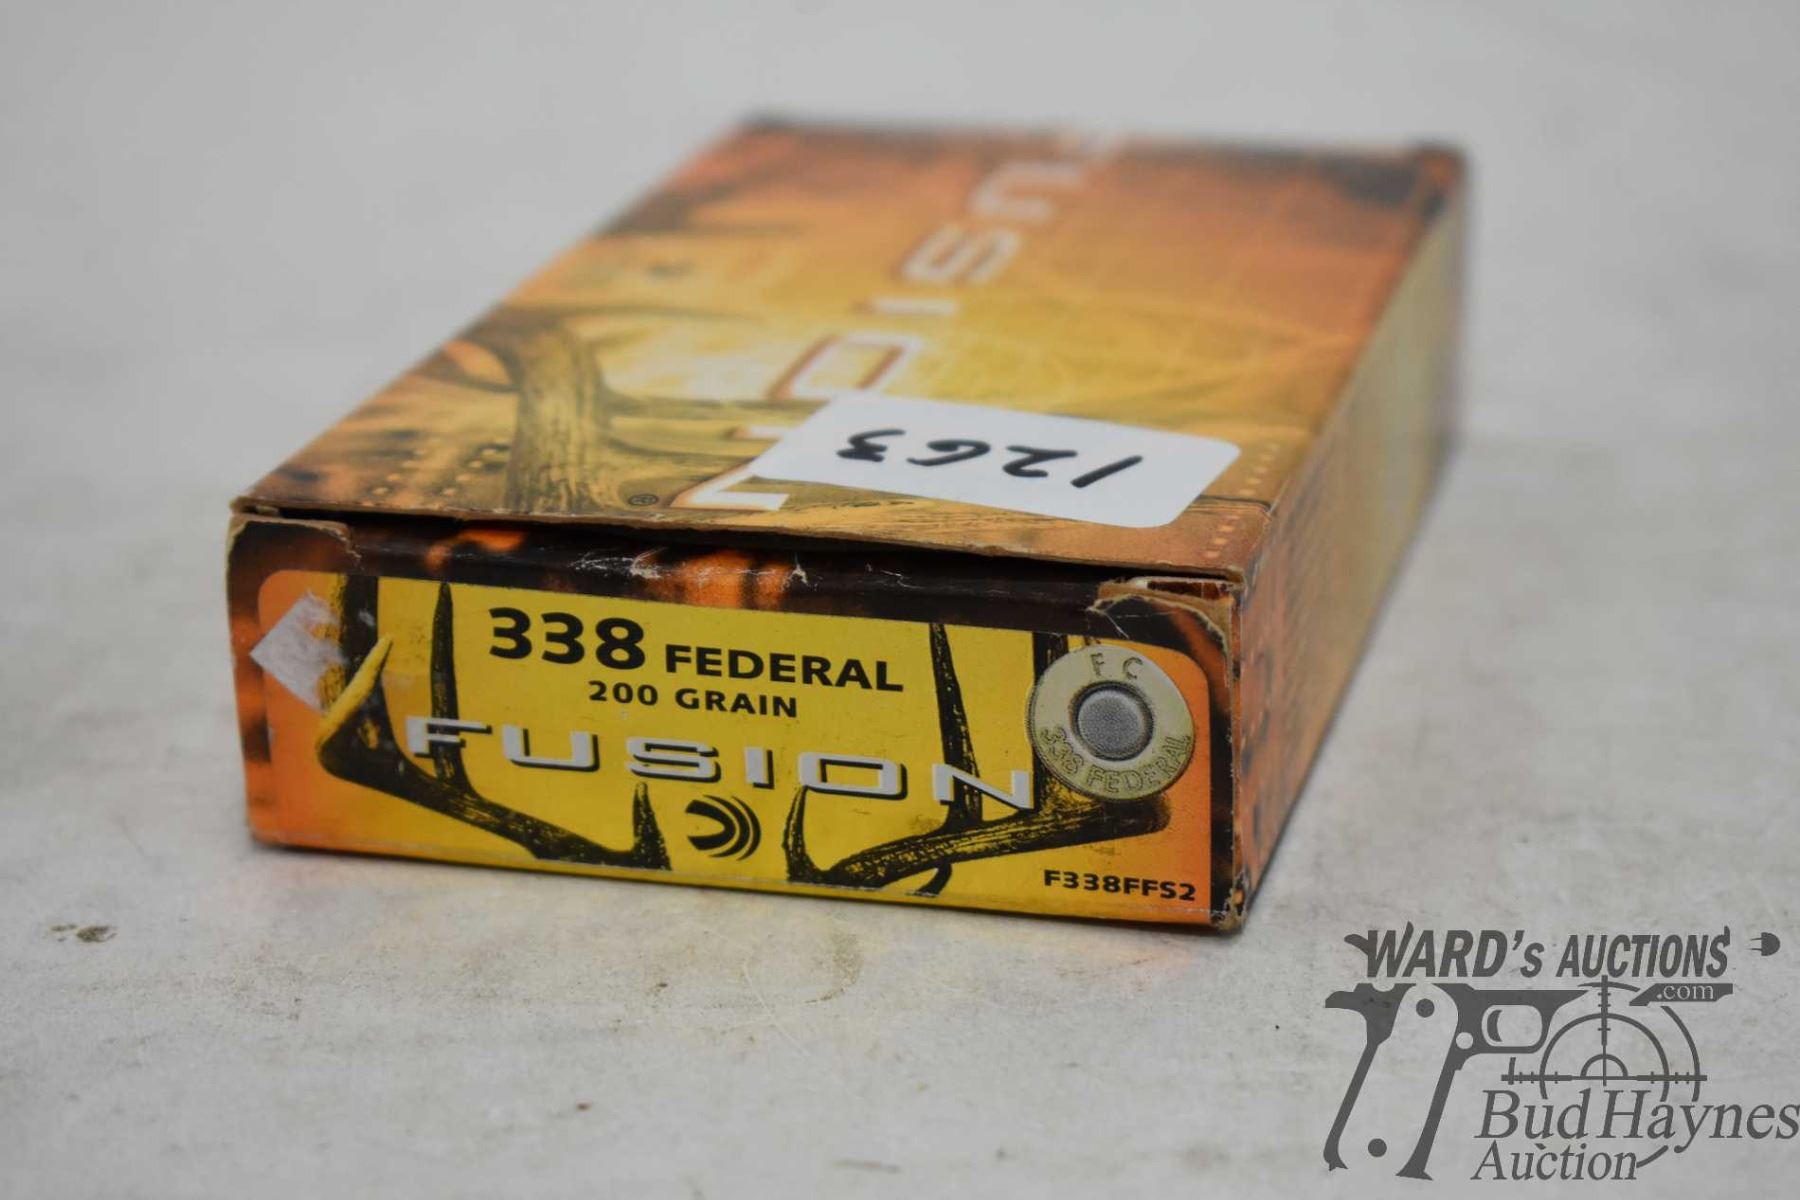 FUSION
®
1263
338 FEDERAL
200 GRAIN
FUSION
FC
338 FEDERAL
F338FFS2
WARD's AUCTIONS
.com
Bud Haynes
Auction